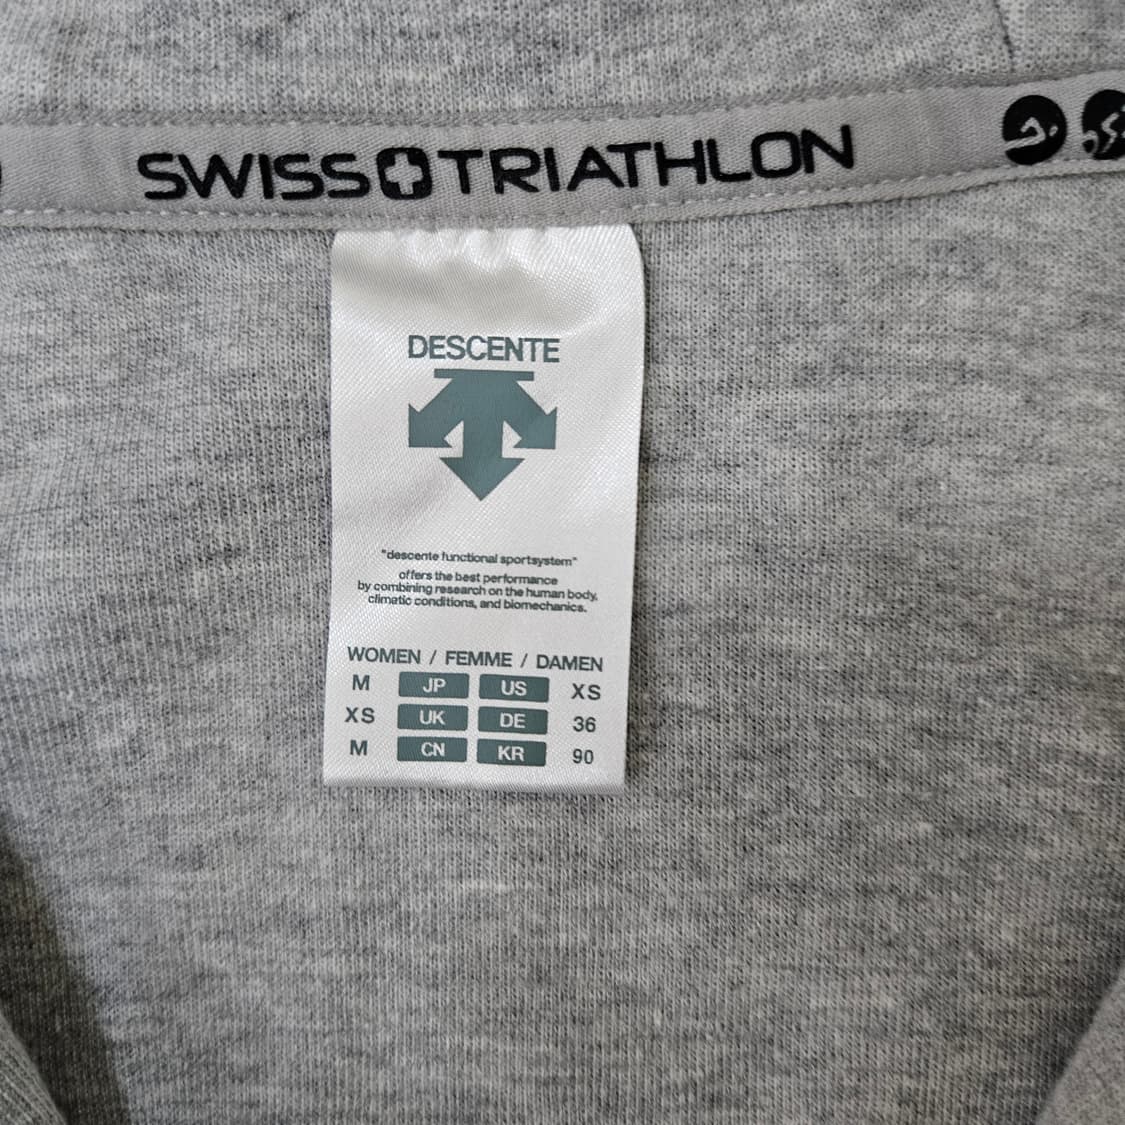 SWISS TRIATHLON
DESCENTE
"descente functional sportsystem"
offers the best performance
by combining research on the human body,
climatic conditions, and biomechanics.
WOMEN / FEMME / DAMEN
M JP US XS
XS UK DE 36
M CN KR 90